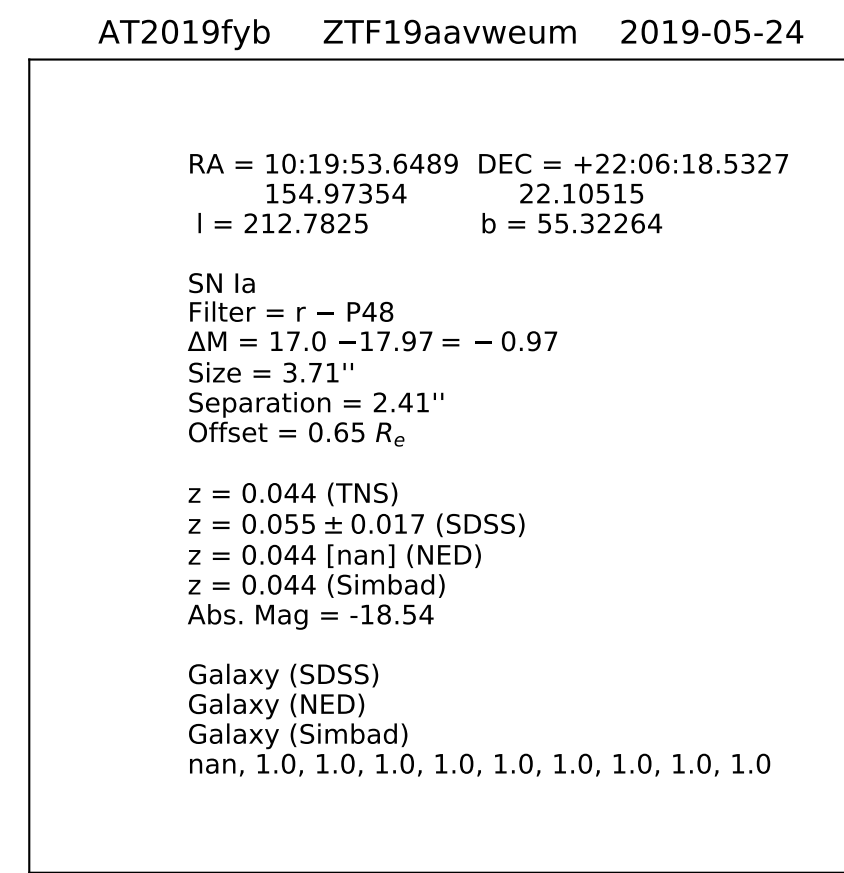 AT2019fyb ZTF19aavweum 2019-05-24
RA = 10:19:53.6489 DEC = +22:06:18.5327
154.97354 22.10515
l = 212.7825 b = 55.32264
SN Ia
Filter = r − P48
ΔM = 17.0 −17.97 = − 0.97
Size = 3.71''
Separation = 2.41''
Offset = 0.65 Re
z = 0.044 (TNS)
z = 0.055 ± 0.017 (SDSS)
z = 0.044 [nan] (NED)
z = 0.044 (Simbad)
Abs. Mag = -18.54
Galaxy (SDSS)
Galaxy (NED)
Galaxy (Simbad)
nan, 1.0, 1.0, 1.0, 1.0, 1.0, 1.0, 1.0, 1.0, 1.0